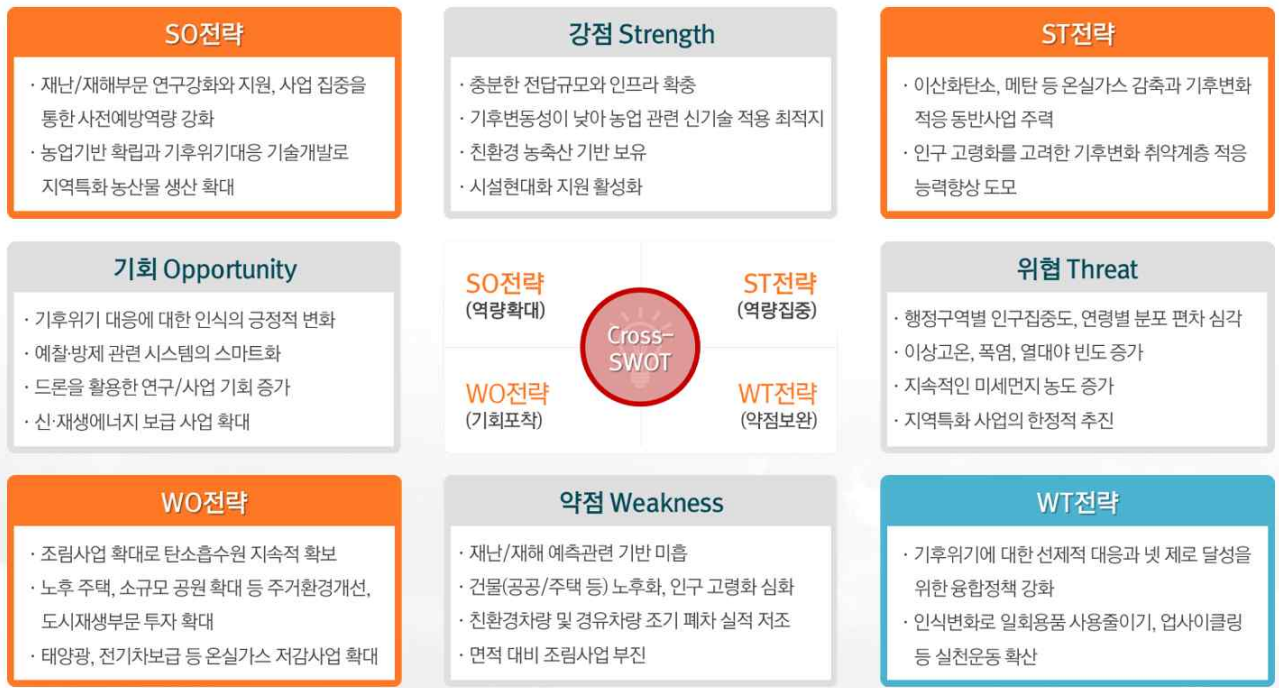 SO전략
· 재난/재해부문 연구강화와 지원, 사업 집중을
통한 사전예방역량 강화
· 농업기반 확립과 기후위기대응 기술개발로
지역특화 농산물 생산 확대
강점 Strength
· 충분한 전답규모와 인프라 확충
· 기후변동성이 낮아 농업 관련 신기술 적용 최적지
· 친환경 농축산 기반 보유
· 시설현대화 지원 활성화
ST전략
· 이산화탄소, 메탄 등 온실가스 감축과 기후변화
적응 동반사업 주력
· 인구 고령화를 고려한 기후변화 취약계층 적응
능력향상 도모
기회 Opportunity
· 기후위기 대응에 대한 인식의 긍정적 변화
· 예찰·방제 관련 시스템의 스마트화
· 드론을 활용한 연구/사업 기회 증가
· 신·재생에너지 보급 사업 확대
SO전략
(역량확대)
ST전략
(역량집중)
Cross-
SWOT
WO전략
(기회포착)
WT전략
(약점보완)
위협 Threat
· 행정구역별 인구집중도, 연령별 분포 편차 심각
· 이상고온, 폭염, 열대야 빈도 증가
· 지속적인 미세먼지 농도 증가
· 지역특화 사업의 한정적 추진
WO전략
· 조림사업 확대로 탄소흡수원 지속적 확보
· 노후 주택, 소규모 공원 확대 등 주거환경개선,
도시재생부문 투자 확대
· 태양광, 전기차보급 등 온실가스 저감사업 확대
약점 Weakness
· 재난/재해 예측관련 기반 미흡
· 건물(공공/주택 등) 노후화, 인구 고령화 심화
· 친환경차량 및 경유차량 조기 폐차 실적 저조
· 면적 대비 조림사업 부진
WT전략
· 기후위기에 대한 선제적 대응과 넷 제로 달성을
위한 융합정책 강화
· 인식변화로 일회용품 사용줄이기, 업사이클링
등 실천운동 확산